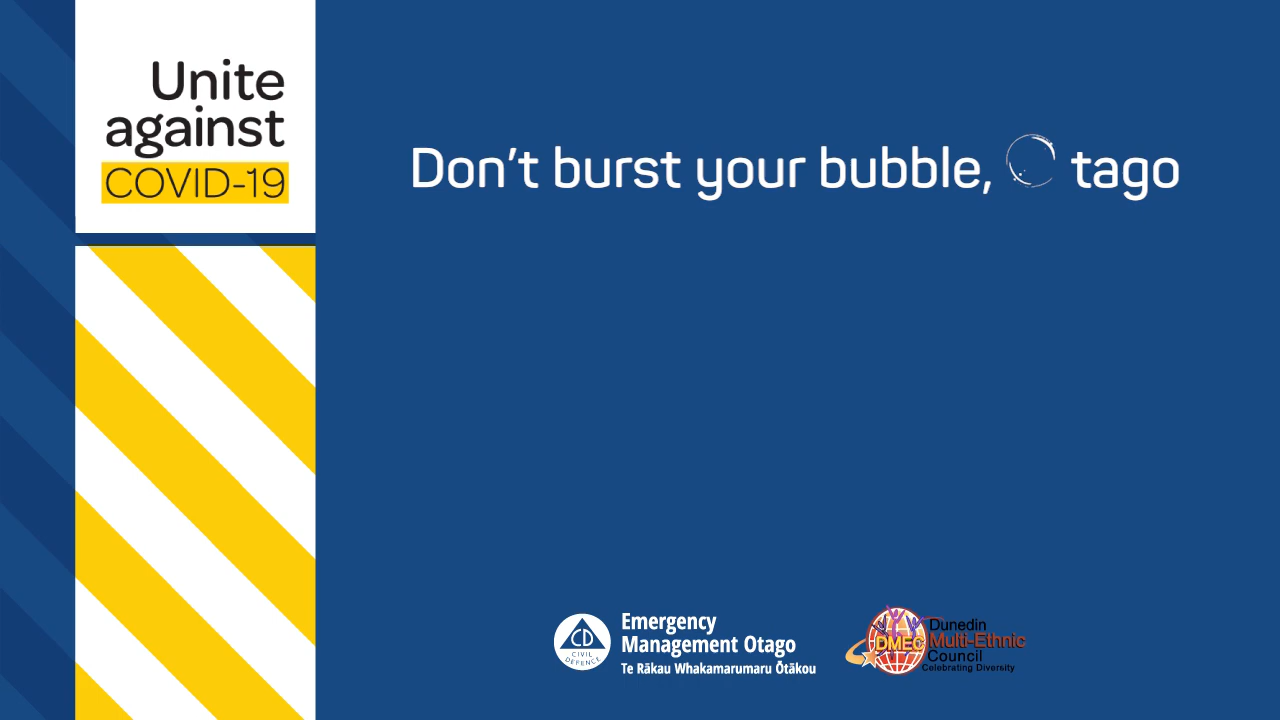 Unite
against
COVID-19
Don't burst your bubble, Otago
CD
CIVIL
DEFENCE
Emergency
Management Otago
Te Rākau Whakamarumaru Ōtākou
DMEC
Dunedin
Multi-Ethnic
Council
Celebrating Diversity